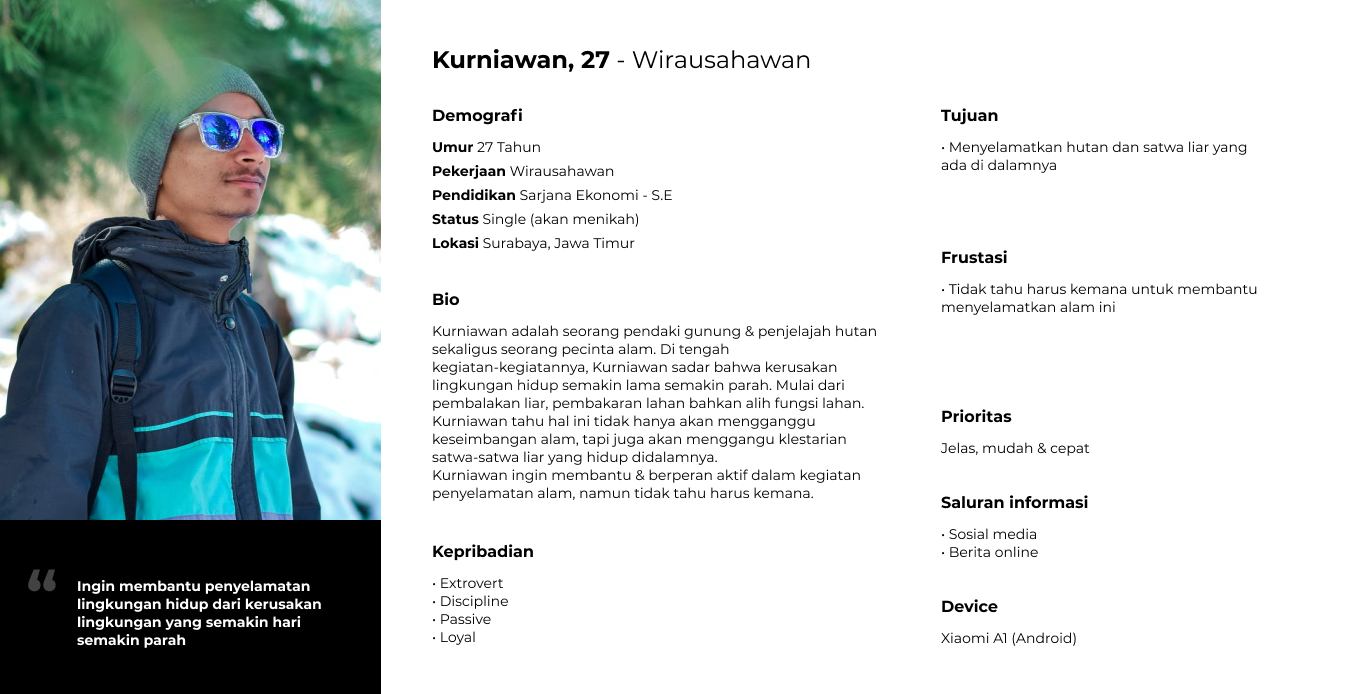 Kurniawan, 27 - Wirausahawan
Demografi
Umur 27 Tahun
Pekerjaan Wirausahawan
Pendidikan Sarjana Ekonomi - S.E
Status Single (akan menikah)
Lokasi Surabaya, Jawa Timur
Bio
Kurniawan adalah seorang pendaki gunung & penjelajah hutan
sekaligus seorang pecinta alam. Di tengah
kegiatan-kegiatannya, Kurniawan sadar bahwa kerusakan
lingkungan hidup semakin lama semakin parah. Mulai dari
pembalakan liar, pembakaran lahan bahkan alih fungsi lahan.
Kurniawan tahu hal ini tidak hanya akan mengganggu
keseimbangan alam, tapi juga akan menggangu klestarian
satwa-satwa liar yang hidup didalamnya.
Kurniawan ingin membantu & berperan aktif dalam kegiatan
penyelamatan alam, namun tidak tahu harus kemana.
Kepribadian
• Extrovert
• Discipline
• Passive
• Loyal
Tujuan
• Menyelamatkan hutan dan satwa liar yang
ada di dalamnya
Frustasi
• Tidak tahu harus kemana untuk membantu
menyelamatkan alam ini
Prioritas
Jelas, mudah & cepat
Saluran informasi
• Sosial media
• Berita online
Device
Xiaomi A1 (Android)
“ Ingin membantu penyelamatan
lingkungan hidup dari kerusakan
lingkungan yang semakin hari
semakin parah